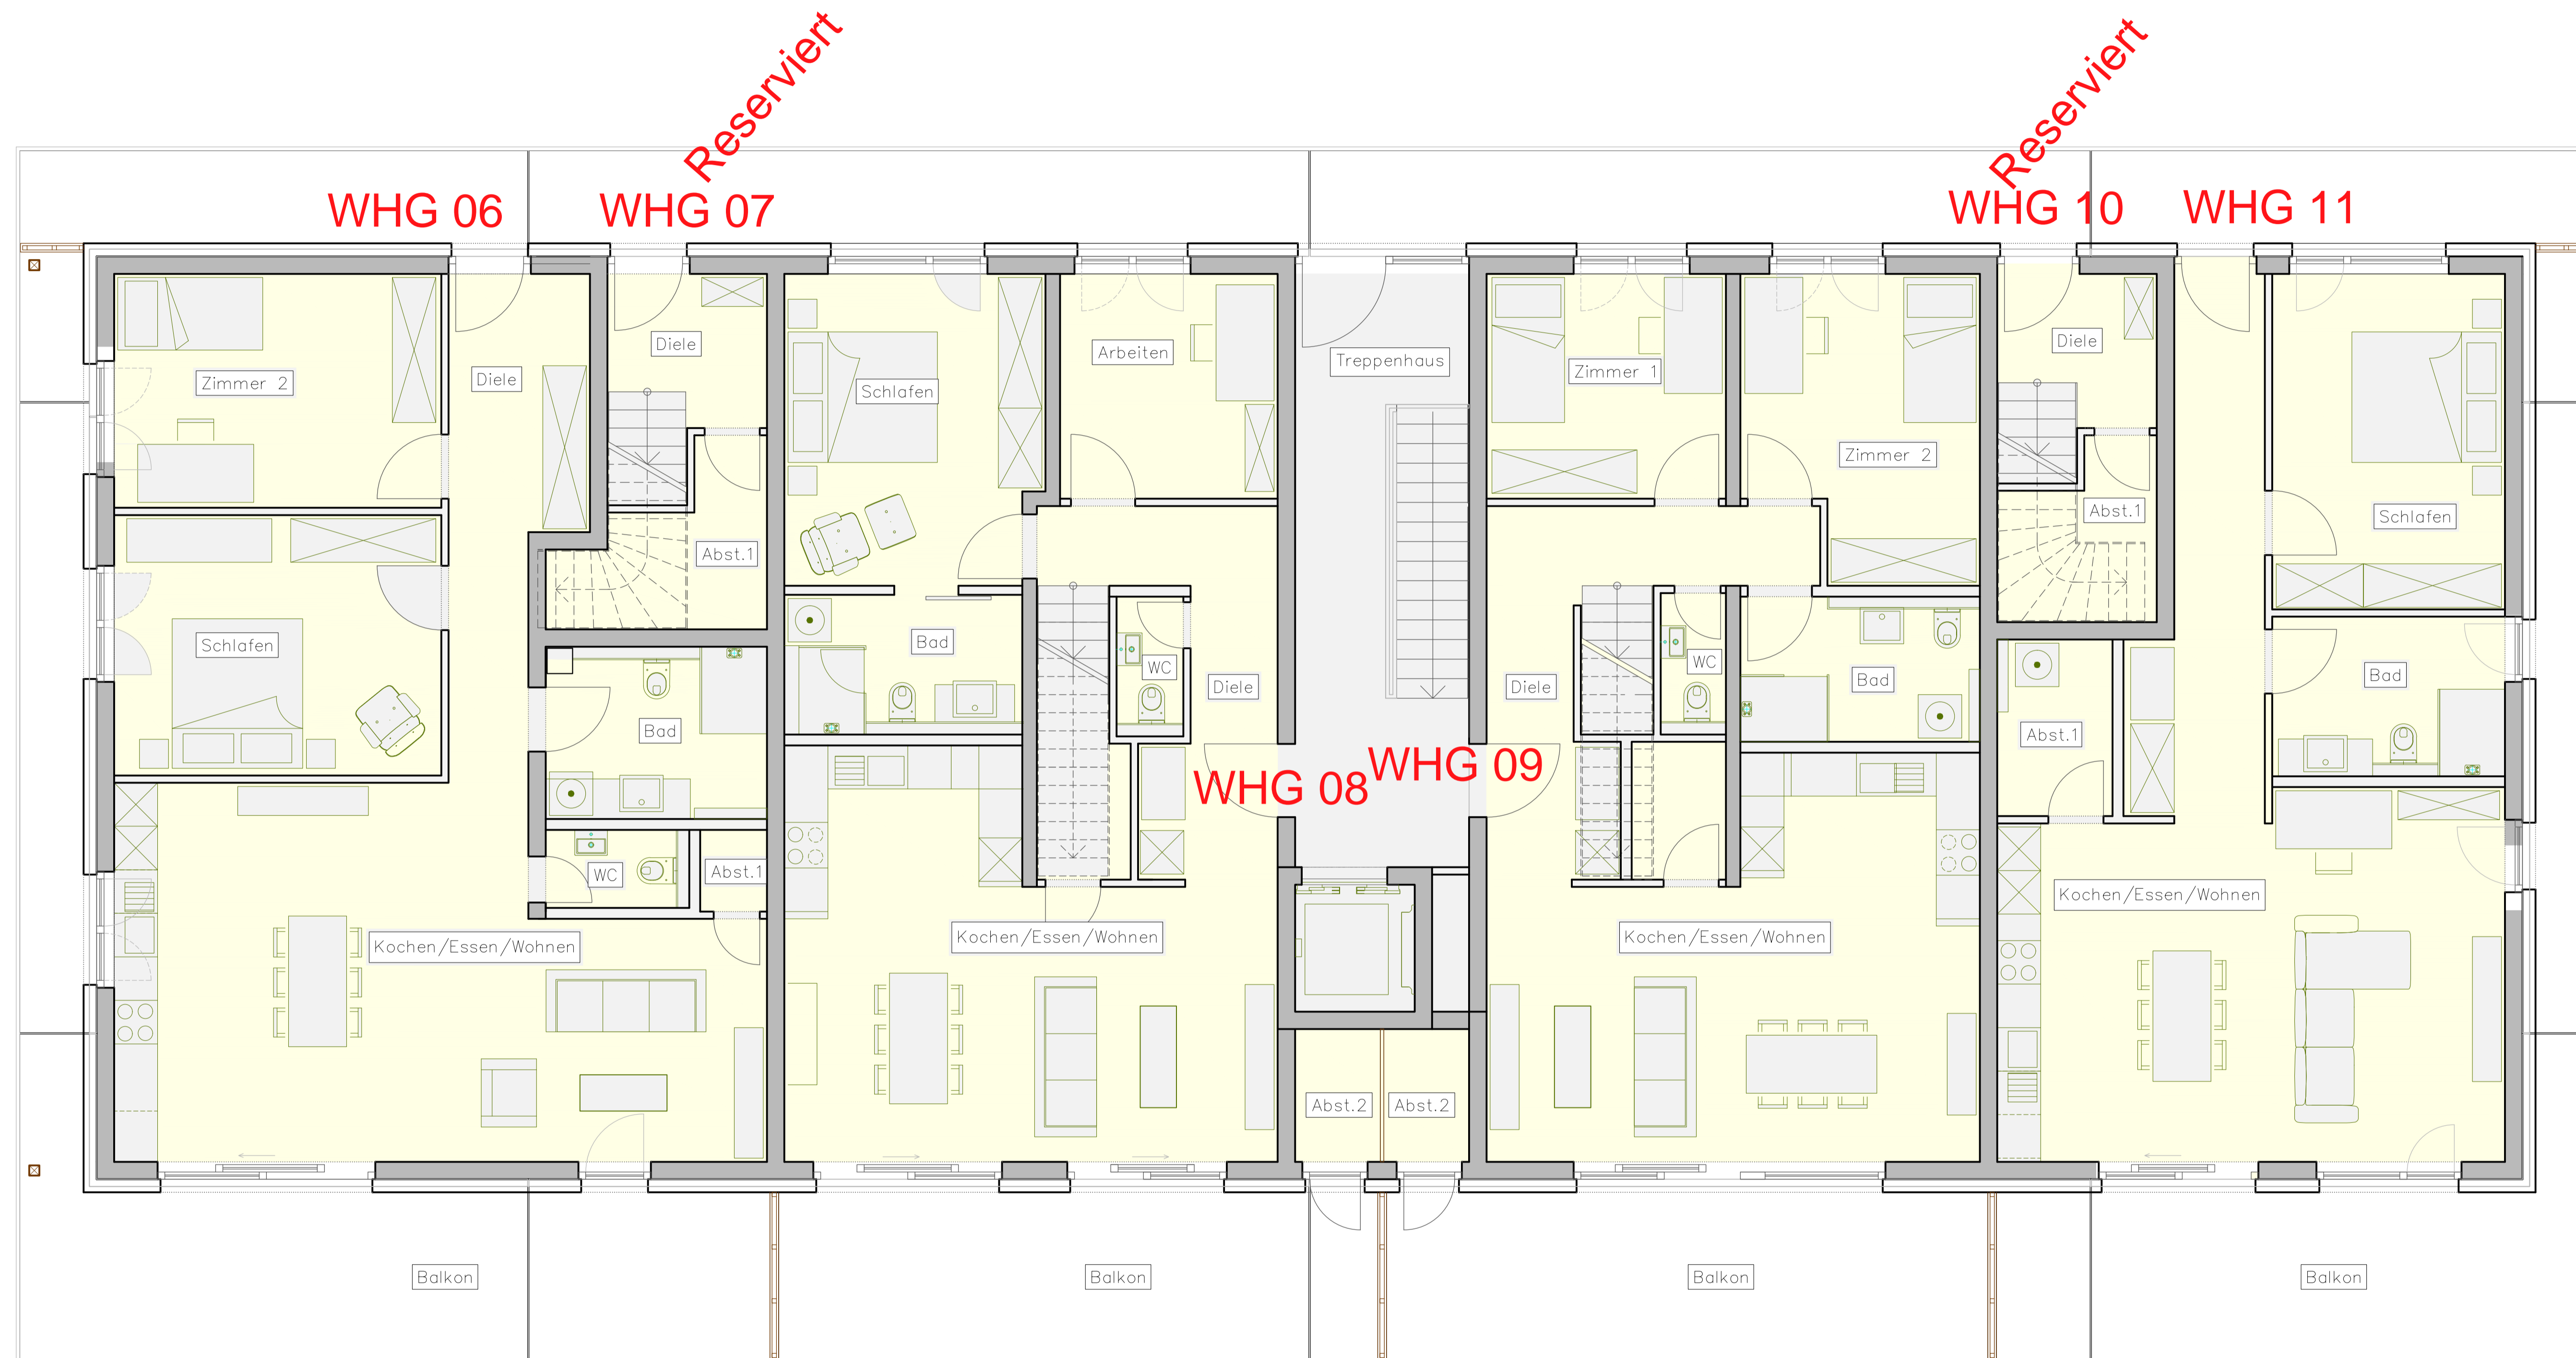 Reserviert
Reserviert
WHG 06
WHG 07
WHG 10
WHG 11
Zimmer 2
Diele
Diele
Schlafen
Arbeiten
Treppenhaus
Zimmer 1
Zimmer 2
Diele
Abst.1
Schlafen
Abst.1
Schlafen
Bad
Bad
WC
Diele
Diele
WC
Bad
Abst.1
Bad
WHG 08
WHG 09
WC
Abst.1
Kochen/Essen/Wohnen
Kochen/Essen/Wohnen
Kochen/Essen/Wohnen
Kochen/Essen/Wohnen
Abst.2
Abst.2
Balkon
Balkon
Balkon
Balkon